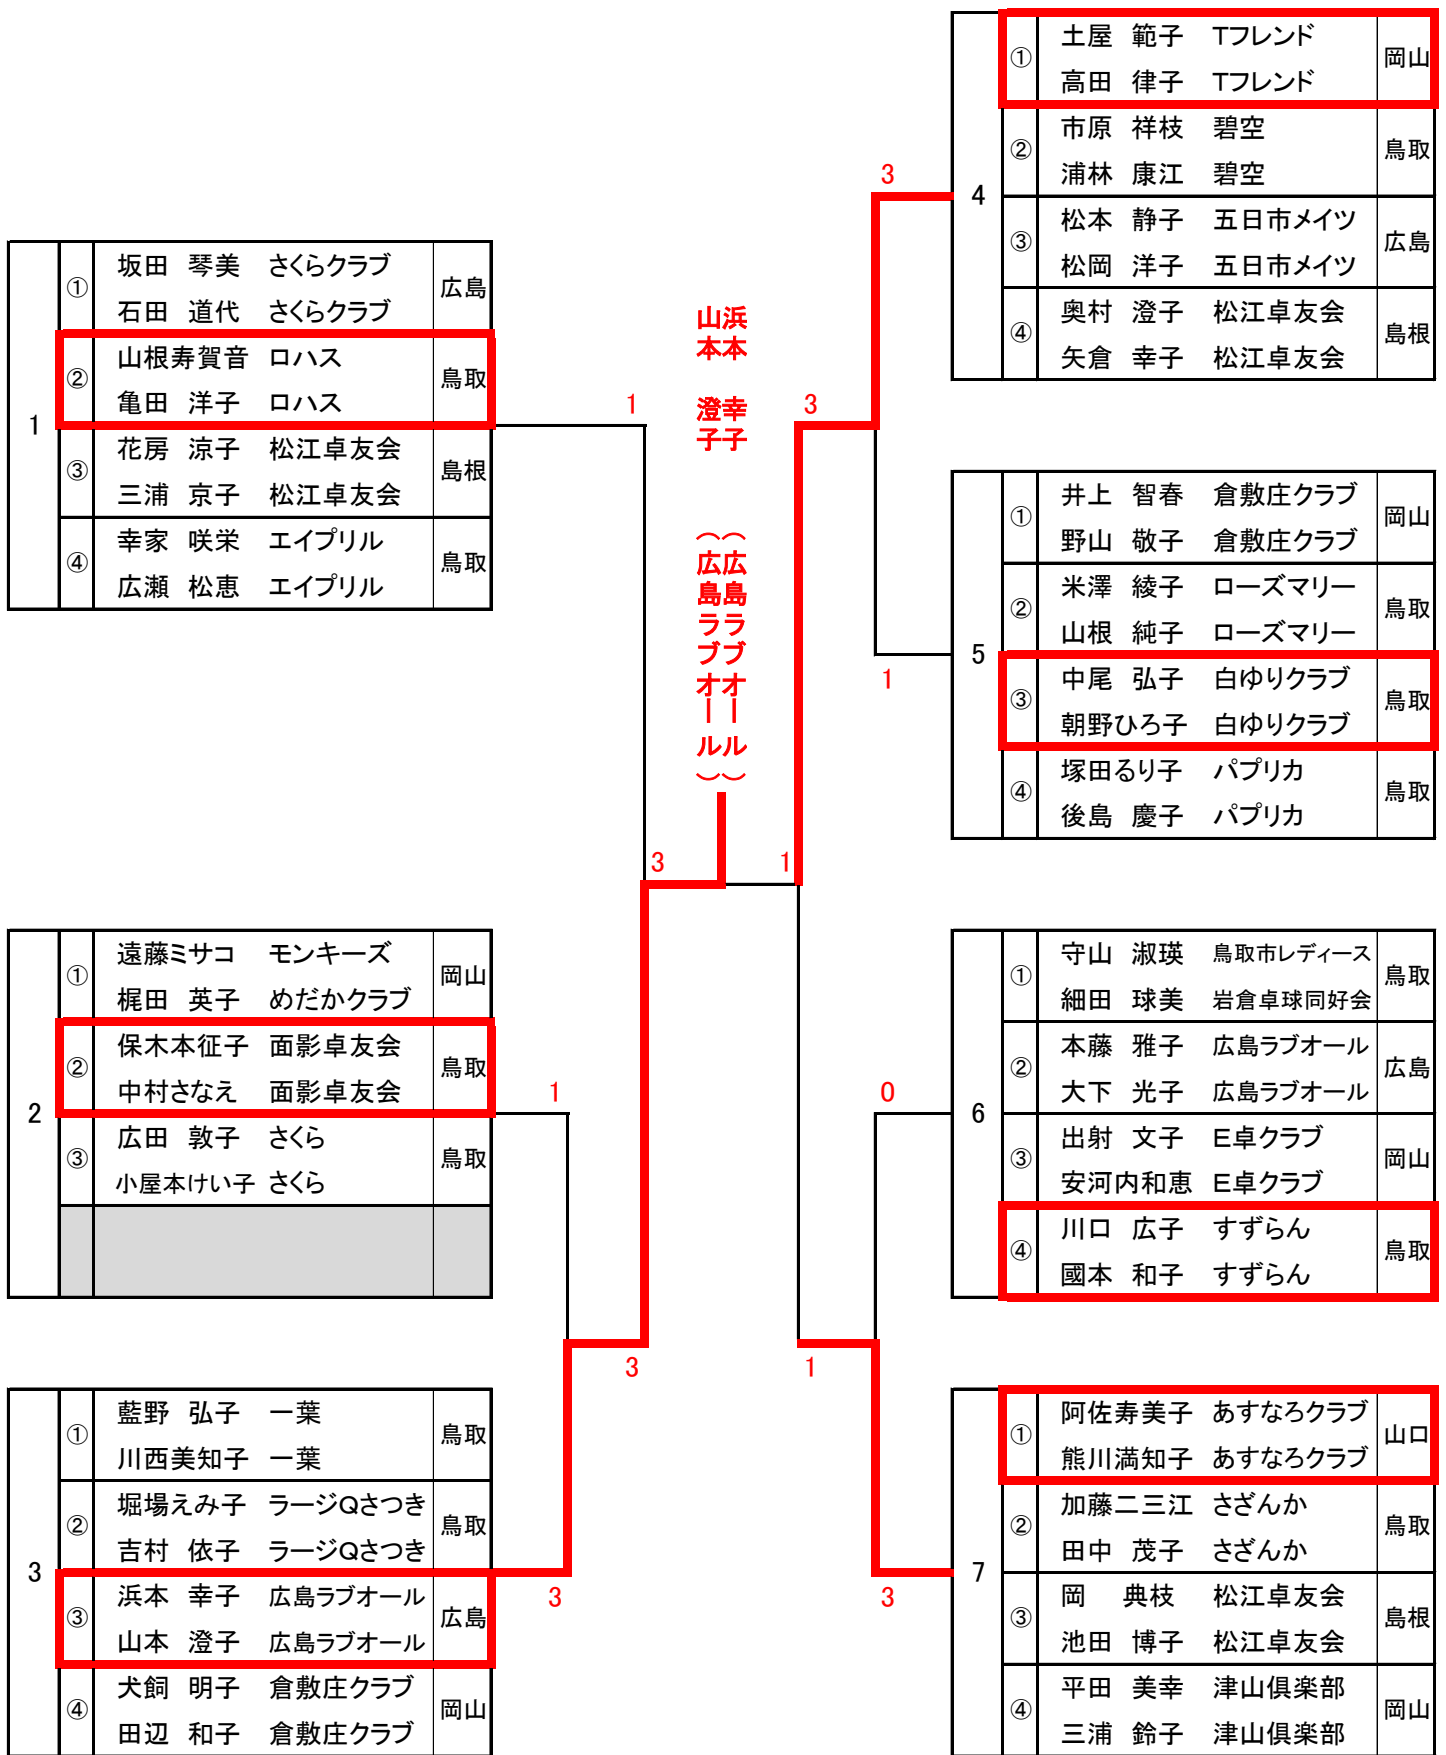 1
① 坂田 琴美 さくらクラブ 広島
石田 道代 さくらクラブ
② 山根寿賀音 ロハス 鳥取
亀田 洋子 ロハス
③ 花房 涼子 松江卓友会 島根
三浦 京子 松江卓友会
④ 幸家 咲栄 エイプリル 鳥取
広瀬 松恵 エイプリル
1
2
① 遠藤ミサコ モンキーズ 岡山
梶田 英子 めだかクラブ
② 保木本征子 面影卓友会 鳥取
中村さなえ 面影卓友会
③ 広田 敦子 さくら 鳥取
小屋本けい子 さくら
1
3
3
① 藍野 弘子 一葉 鳥取
川西美知子 一葉
② 堀場えみ子 ラージQさつき 鳥取
吉村 依子 ラージQさつき
③ 浜本 幸子 広島ラブオール 広島
山本 澄子 広島ラブオール
④ 犬飼 明子 倉敷庄クラブ 岡山
田辺 和子 倉敷庄クラブ
3
浜本 幸子 (広島ラブオール)
山本 澄子 (広島ラブオール)
3
1
4
① 土屋 範子 Tフレンド 岡山
高田 律子 Tフレンド
② 市原 祥枝 碧空 鳥取
浦林 康江 碧空
③ 松本 静子 五日市メイツ 広島
松岡 洋子 五日市メイツ
④ 奥村 澄子 松江卓友会 島根
矢倉 幸子 松江卓友会
3
3
5
① 井上 智春 倉敷庄クラブ 岡山
野山 敬子 倉敷庄クラブ
② 米澤 綾子 ローズマリー 鳥取
山根 純子 ローズマリー
③ 中尾 弘子 白ゆりクラブ 鳥取
朝野ひろ子 白ゆりクラブ
④ 塚田るり子 パプリカ 鳥取
後島 慶子 パプリカ
1
6
① 守山 淑瑛 鳥取市レディース 鳥取
細田 球美 岩倉卓球同好会
② 本藤 雅子 広島ラブオール 広島
大下 光子 広島ラブオール
③ 出射 文子 E卓クラブ 岡山
安河内和恵 E卓クラブ
④ 川口 広子 すずらん 鳥取
國本 和子 すずらん
0
1
7
① 阿佐寿美子 あすなろクラブ 山口
熊川満知子 あすなろクラブ
② 加藤二三江 さざんか 鳥取
田中 茂子 さざんか
③ 岡 典枝 松江卓友会 島根
池田 博子 松江卓友会
④ 平田 美幸 津山倶楽部 岡山
三浦 鈴子 津山倶楽部
3